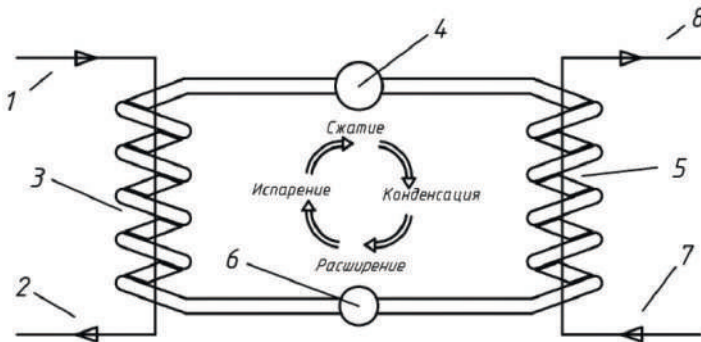 4
8
1
Сжатие
3
Испарение
Конденсация
5
6
Расширение
2
7